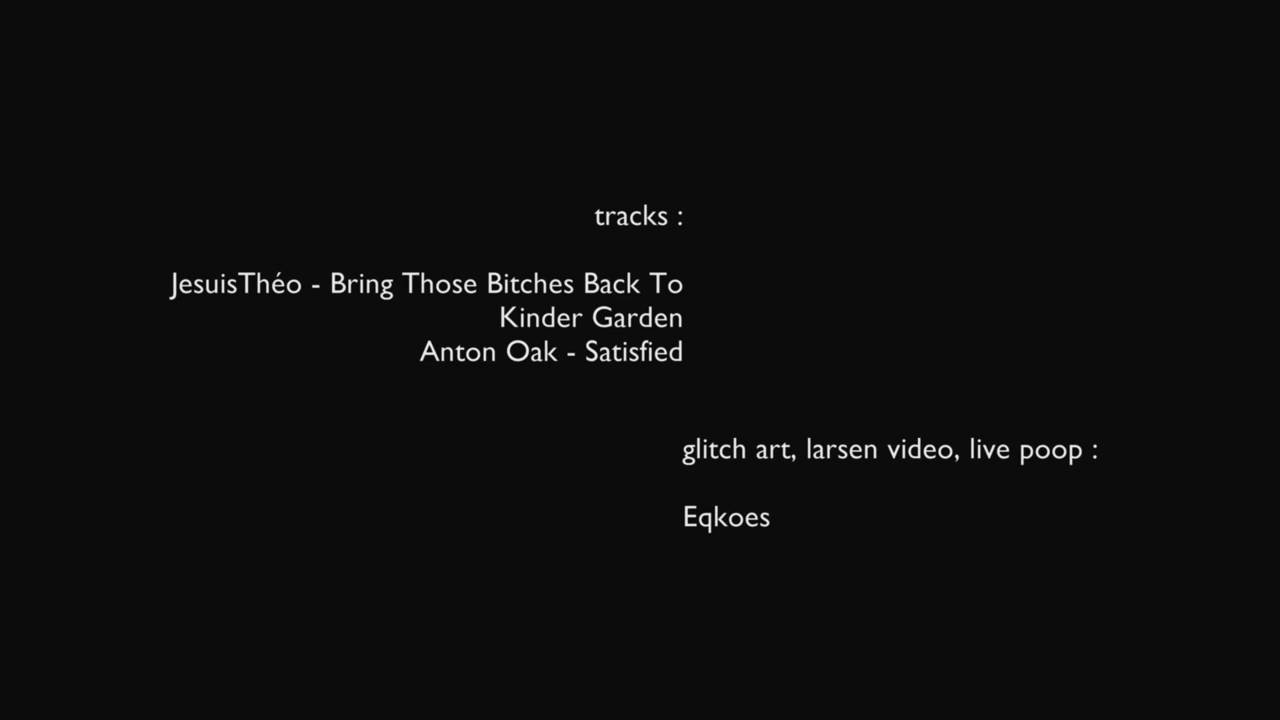 tracks :
JesuisThéo - Bring Those Bitches Back To
Kinder Garden
Anton Oak - Satisfied
glitch art, larsen video, live poop :
Eqkoes